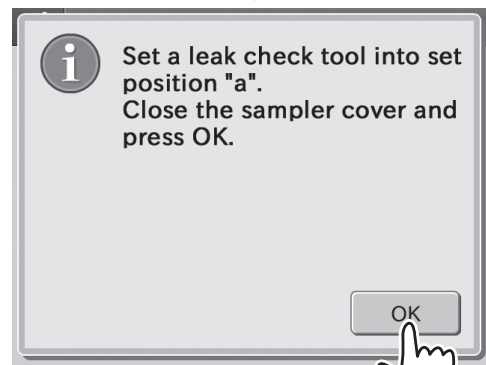 Set a leak check tool into set
position "a".
Close the sampler cover and
press OK.
OK